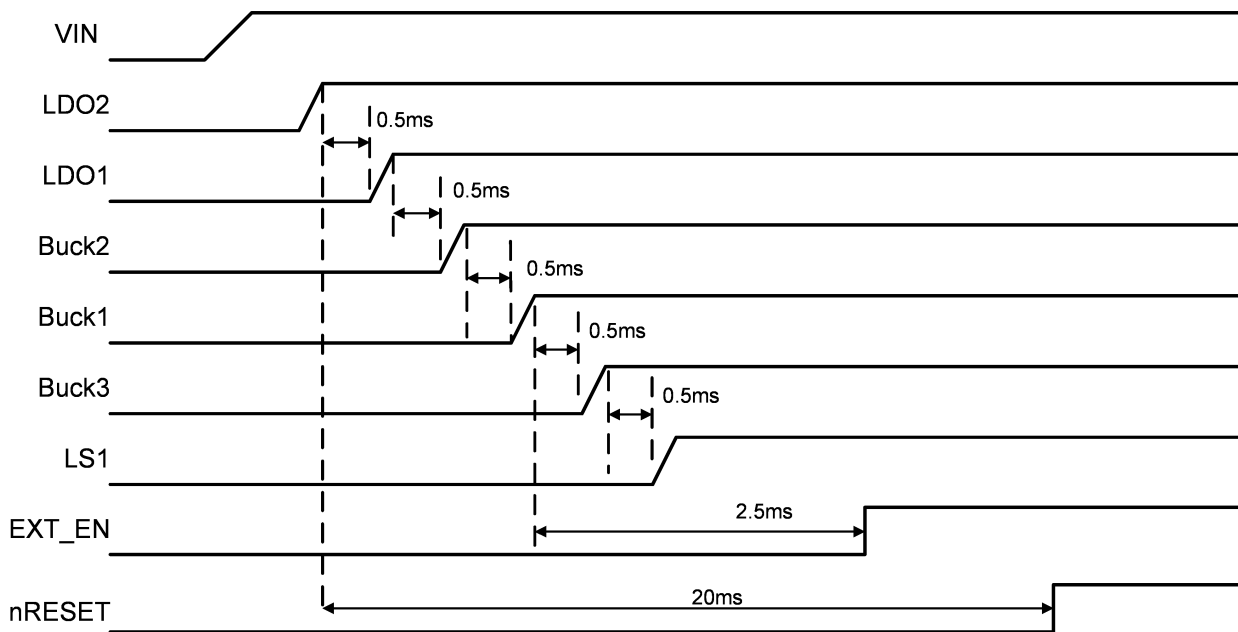 VIN
LDO2
0.5ms
LDO1
0.5ms
Buck2
0.5ms
Buck1
0.5ms
Buck3
0.5ms
LS1
2.5ms
EXT_EN
20ms
nRESET